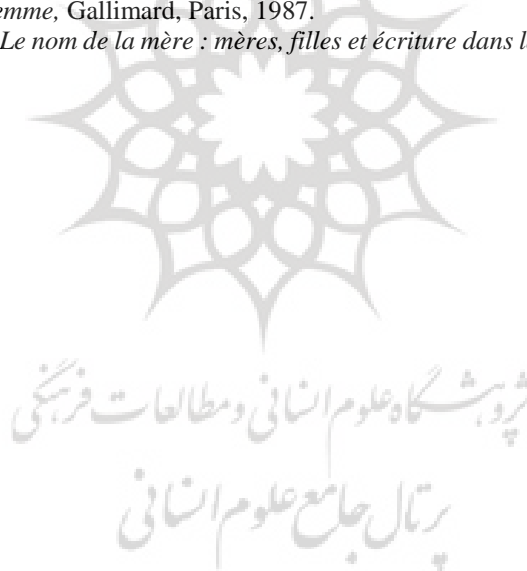 emme, Gallimard, Paris, 1987.
Le nom de la mère : mères, filles et écriture dans l
پژوهشگاه علوم انسانی و مطالعات فرهنگی
پرتال جامع علوم انسانی